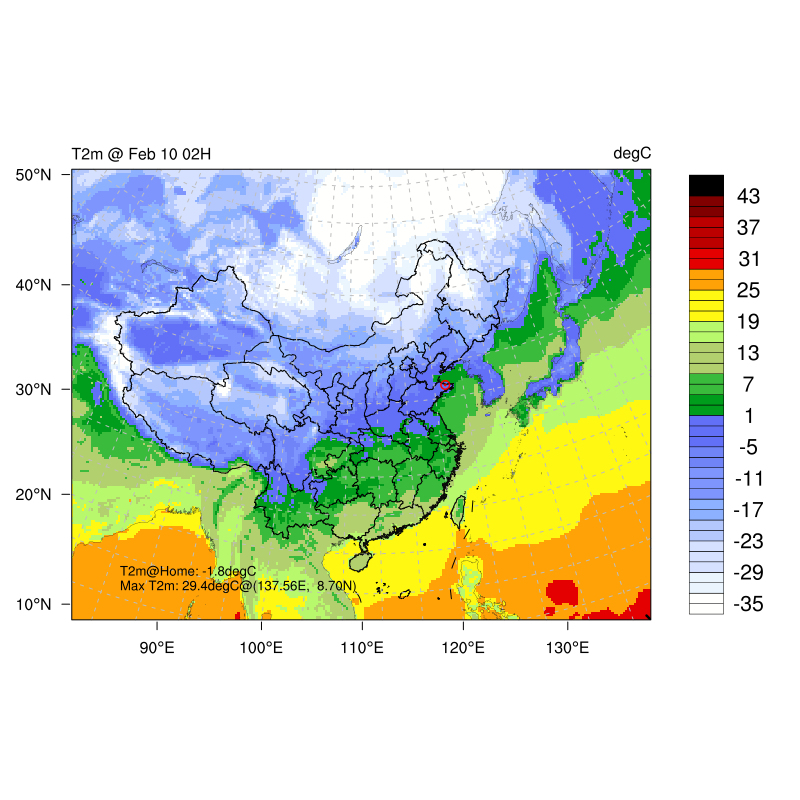 T2m @ Feb 10 02H
degC
50°N
40°N
30°N
20°N
10°N
T2m@Home: -1.8degC
Max T2m: 29.4degC@(137.56E,  8.70N)
90°E
100°E
110°E
120°E
130°E
43
37
31
25
19
13
7
1
-5
-11
-17
-23
-29
-35